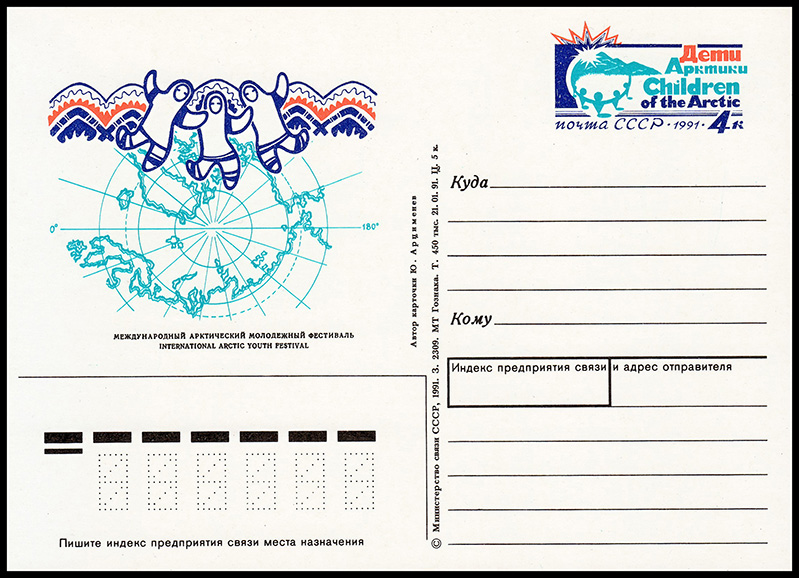 Дети
Арктики
Children
of the Arctic
почта СССР · 1991 · 4 к
0°
180°
МЕЖДУНАРОДНЫЙ АРКТИЧЕСКИЙ МОЛОДЕЖНЫЙ ФЕСТИВАЛЬ
INTERNATIONAL ARCTIC YOUTH FESTIVAL
Автор карточки Ю. Арцименев
© Министерство связи СССР, 1991. З. 2309. МТ Гознака. Т. 450 тыс. 21. 01. 91. Ц. 5 к.
Куда
Кому
Индекс предприятия связи и адрес отправителя
Пишите индекс предприятия связи места назначения